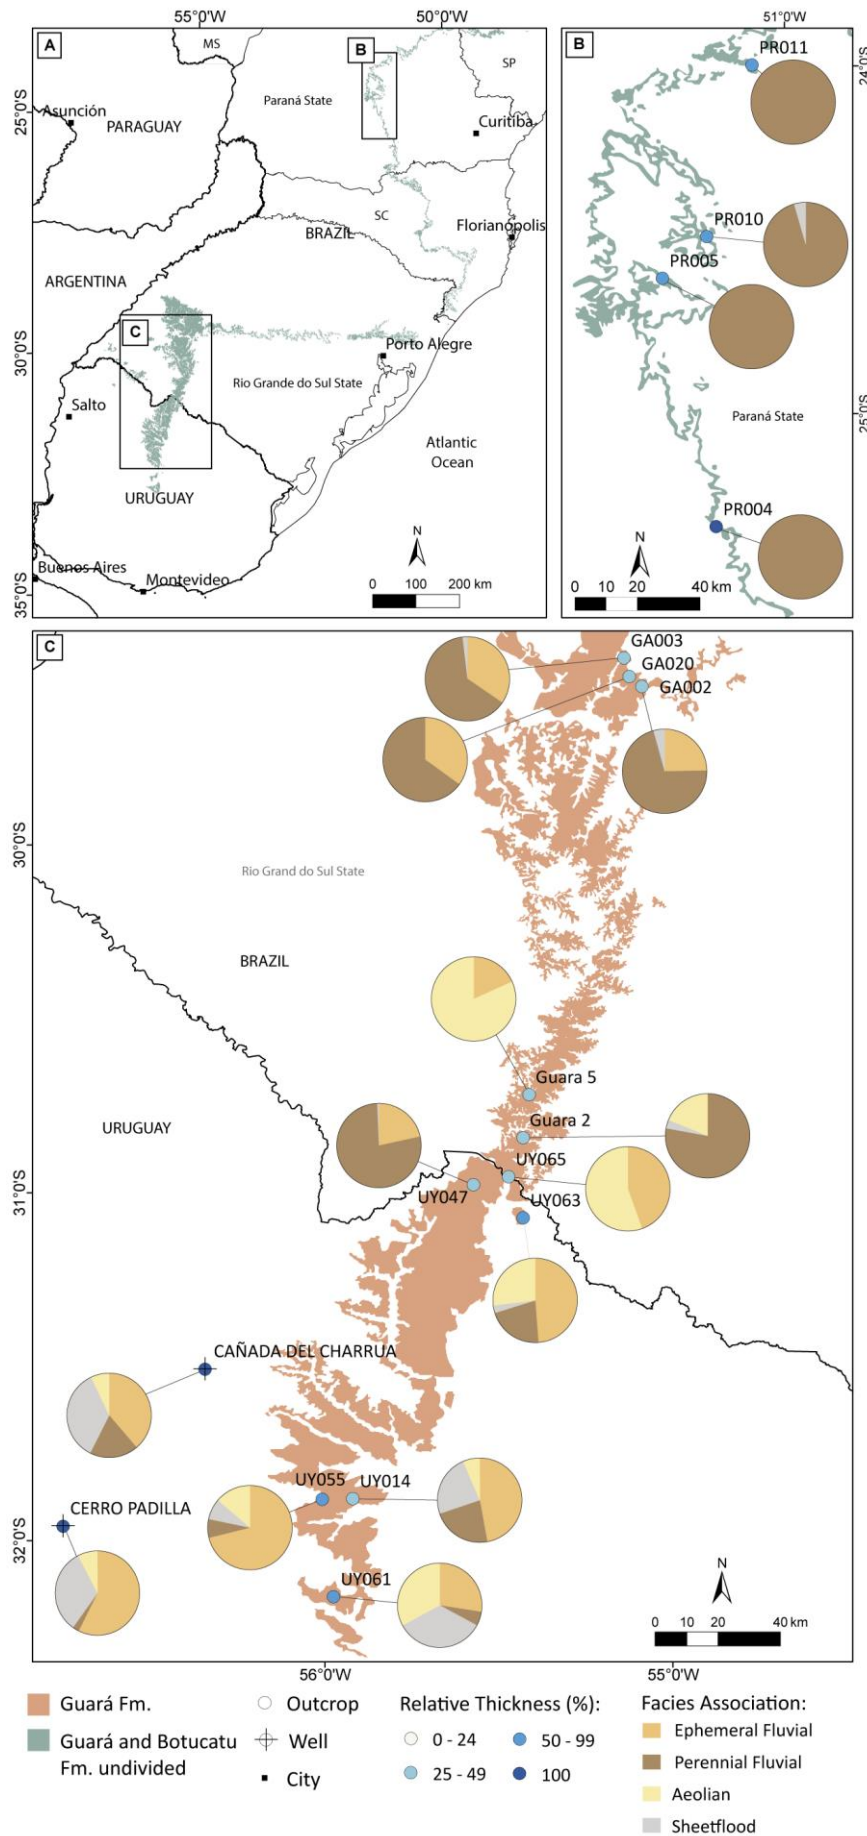 55°0'W
50°0'W
A
MS
B
SP
25°0'S
Asunción
Paraná State
PARAGUAY
Curitiba
SC
Florianópolis
BRAZIL
ARGENTINA
C
30°0'S
Porto Alegre
Salto
Rio Grande do Sul State
Atlantic
Ocean
URUGUAY
N
Buenos Aires
Montevideo
0 100 200 km
35°0'S
51°0'W
B
PR011
24°0'S
PR010
PR005
Paraná State
25°0'S
PR004
N
0 10 20 40 km
C
GA003
GA020
GA002
30°0'S
Rio Grand do Sul State
BRAZIL
Guara 5
URUGUAY
Guara 2
UY065
31°0'S
UY047
UY063
CAÑADA DEL CHARRUA
UY055
UY014
CERRO PADILLA
32°0'S
UY061
N
0 10 20 40 km
56°0'W
55°0'W
Guará Fm.
Guará and Botucatu
Fm. undivided
Outcrop
Well
City
Relative Thickness (%):
0 - 24
50 - 99
25 - 49
100
Facies Association:
Ephemeral Fluvial
Perennial Fluvial
Aeolian
Sheetflood